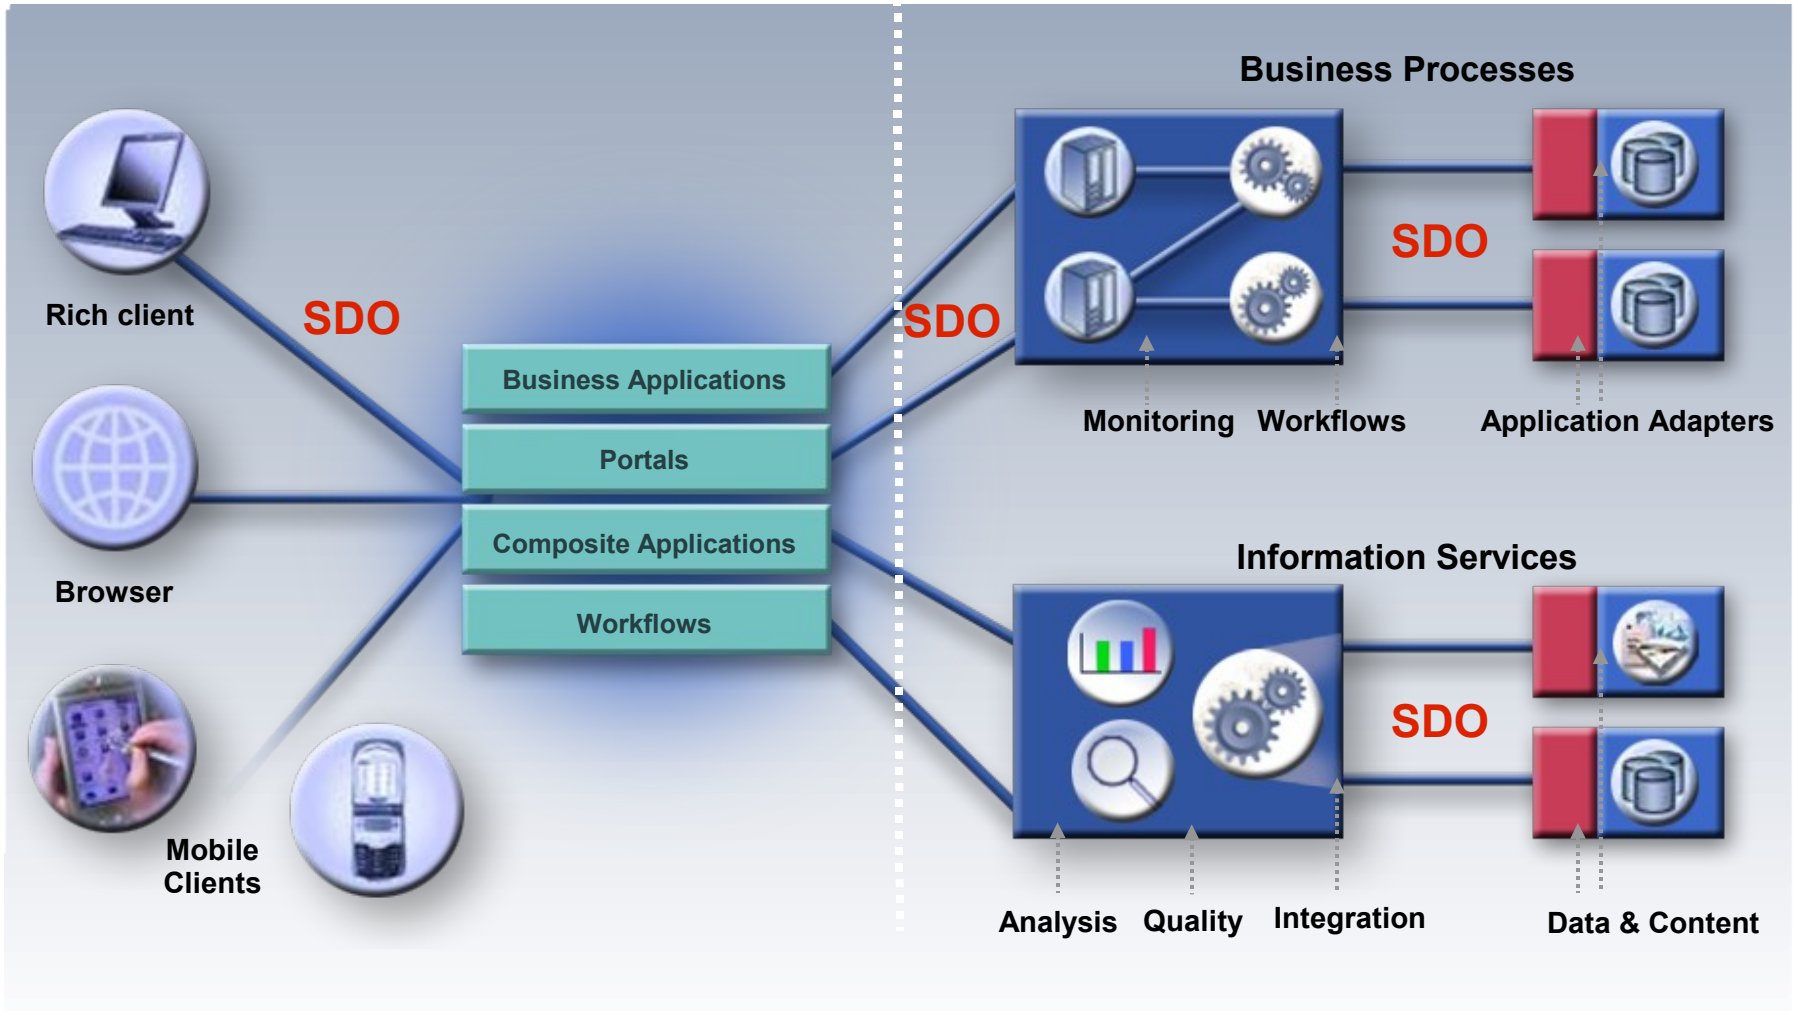 Business Processes
Rich client
SDO
SDO
SDO
Business Applications
Portals
Composite Applications
Workflows
Monitoring
Workflows
Application Adapters
Browser
Information Services
SDO
Mobile
Clients
Analysis
Quality
Integration
Data & Content